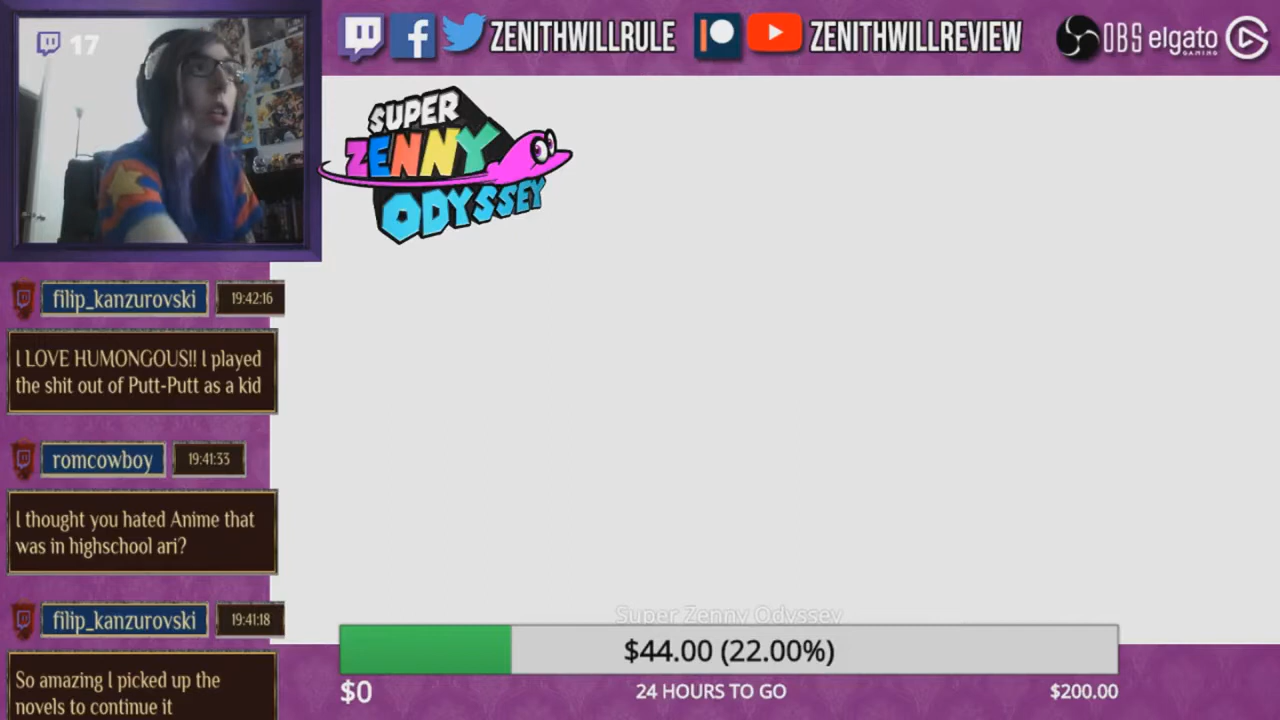 17
ZENITHWILLRULE
ZENITHWILLREVIEW
OBS
elgato
GAMING
SUPER
ZENNY
ODYSSEY
filip_kanzurovski
19:42:16
I LOVE HUMONGOUS!! I played
the shit out of Putt-Putt as a kid
romcowboy
19:41:33
I thought you hated Anime that
was in highschool ari?
filip_kanzurovski
19:41:18
So amazing I picked up the
novels to continue it
Super Zenny Odyssey
$44.00 (22.00%)
$0
24 HOURS TO GO
$200.00